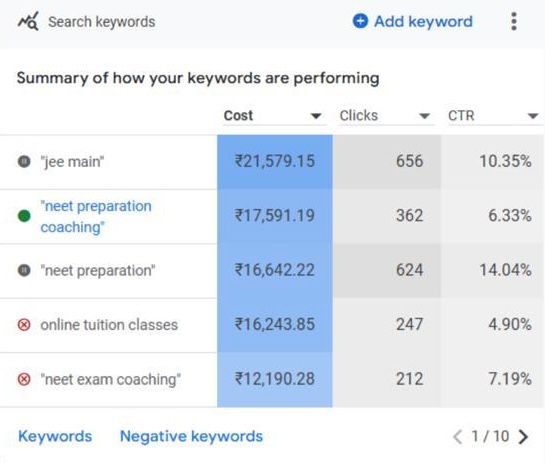 Search keywords Add keyword
Summary of how your keywords are performing
Cost Clicks CTR
"jee main" ₹21,579.15 656 10.35%
"neet preparation
coaching" ₹17,591.19 362 6.33%
"neet preparation" ₹16,642.22 624 14.04%
online tuition classes ₹16,243.85 247 4.90%
"neet exam coaching" ₹12,190.28 212 7.19%
Keywords Negative keywords 1 / 10